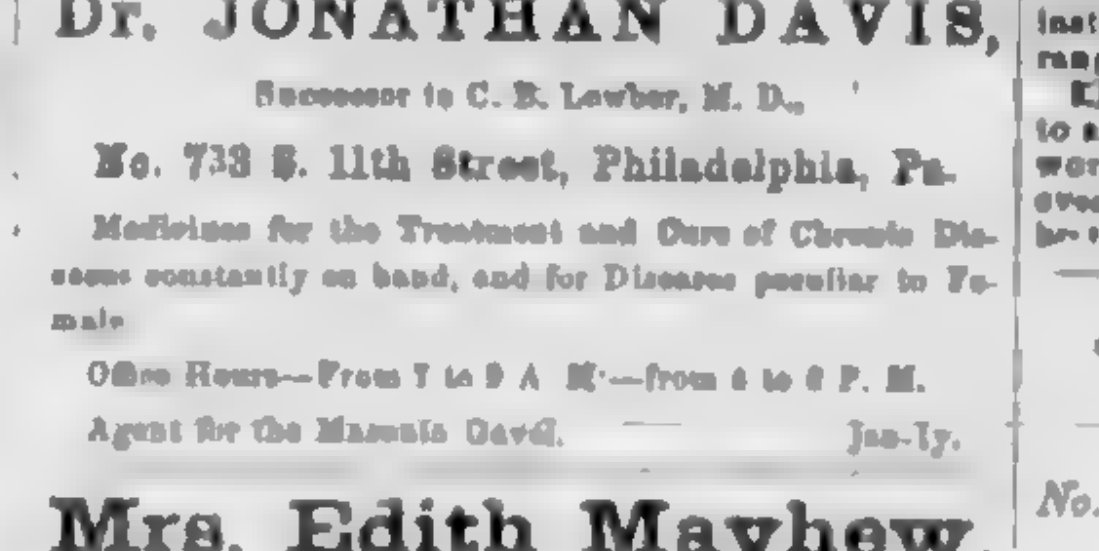 Dr. JONATHAN DAVIS,
Successor to C. B. Lowber, M. D.,
No. 733 S. 11th Street, Philadelphia, Pa.
Medicines for the Treatment and Cure of Chronic Dis-
eases constantly on hand, and for Diseases peculiar to Fe-
male
Office Hours—From 7 to 9 A M.—from to P. M.
Agent for the Masonic Gavel. Jan-ly.
Mrs. Edith Mayhew,
No.